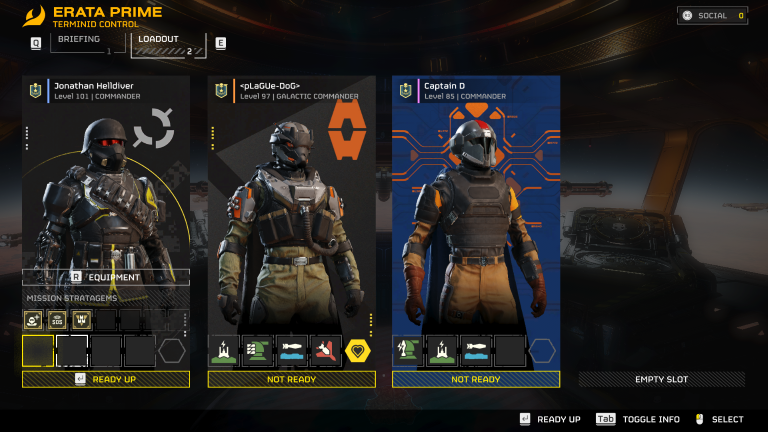 ERATA PRIME
TERMINID CONTROL
SOCIAL 0
Q BRIEFING 1 LOADOUT 2 E
Jonathan Helldiver
Level 101 | COMMANDER
<pLaGUe-DoG>
Level 97 | GALACTIC COMMANDER
Captain D
Level 85 | COMMANDER
R EQUIPMENT
MISSION STRATAGEMS
SOS
READY UP
NOT READY
NOT READY
EMPTY SLOT
READY UP
Tab TOGGLE INFO
SELECT